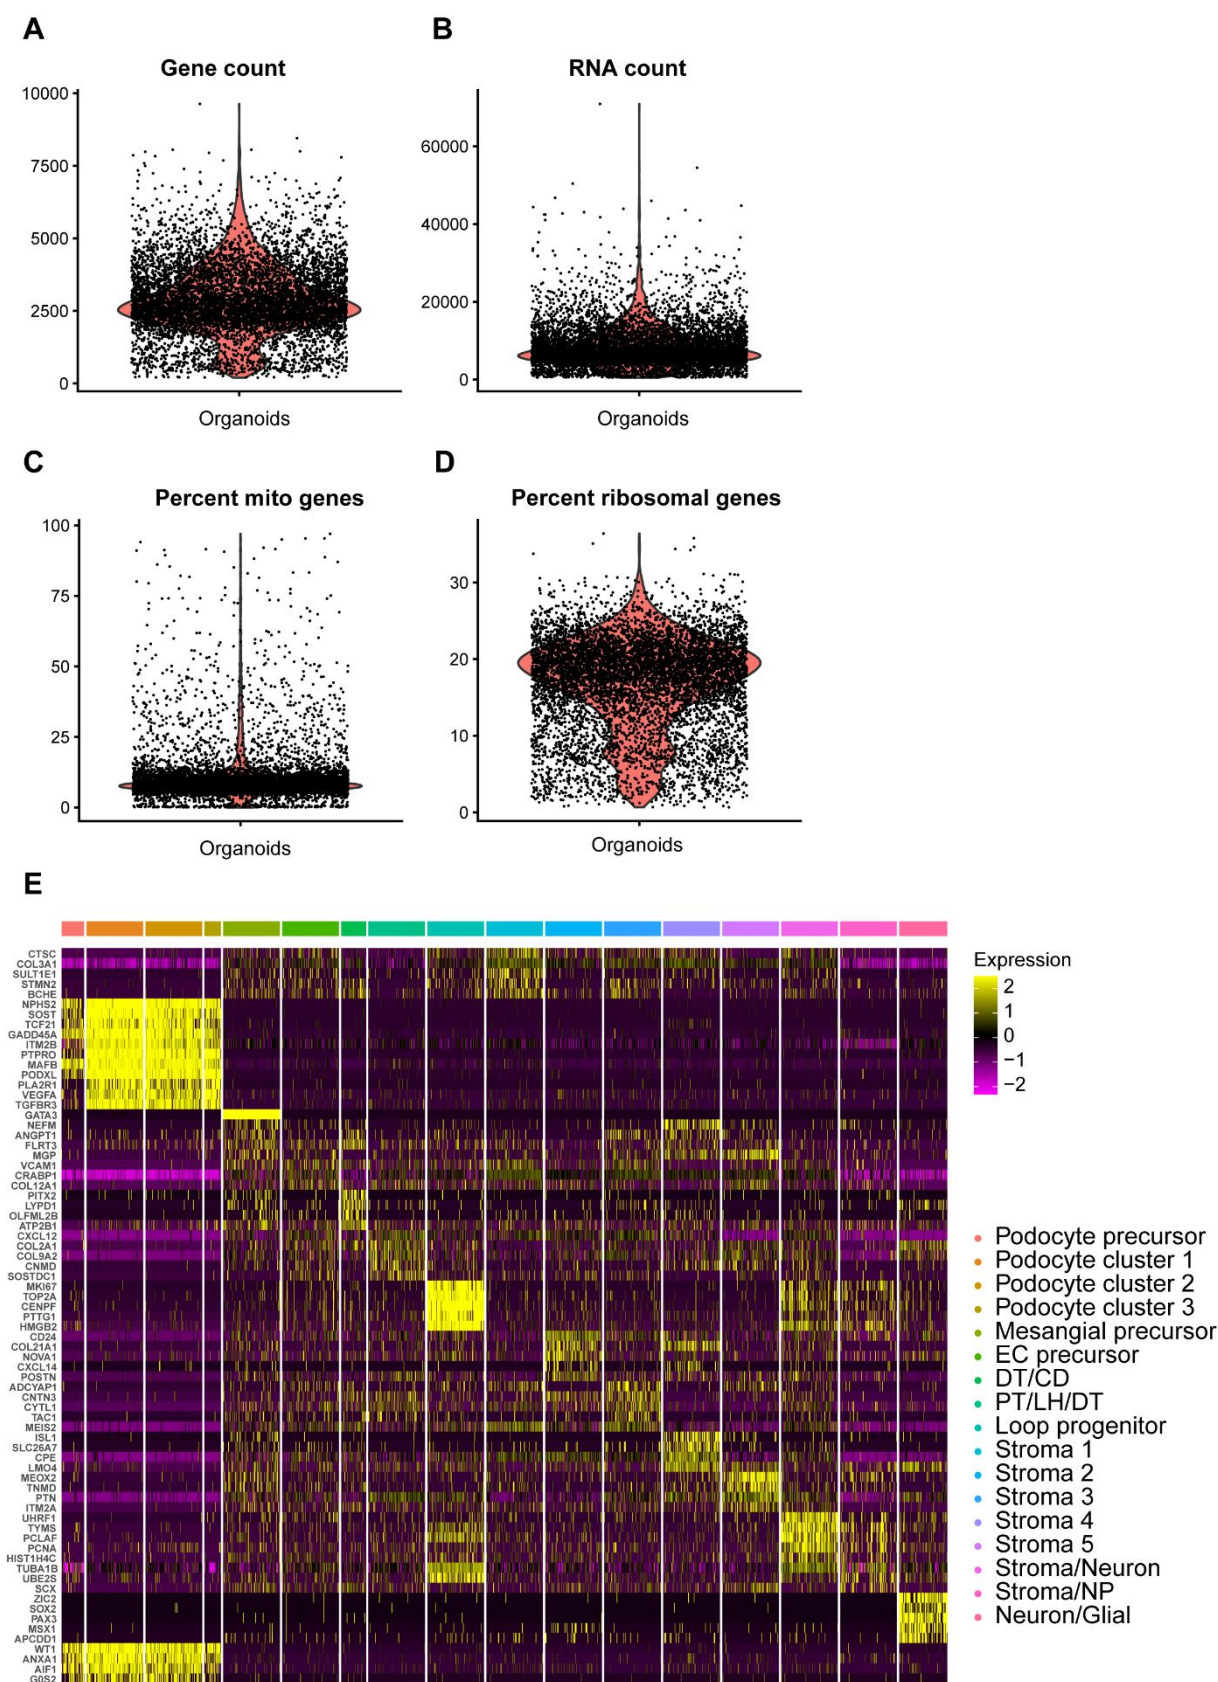 A
Gene count
10000
7500
5000
2500
0
Organoids
B
RNA count
60000
40000
20000
0
Organoids
C
Percent mito genes
100
75
50
25
0
Organoids
D
Percent ribosomal genes
30
20
10
0
Organoids
E
CTSC
COL3A1
SULT1E1
STMN2
BCHE
NPHS2
SOST
TCF21
GADD45A
ITM2B
PTPRO
MAFB
PODXL
PLA2R1
VEGFA
TGFBR3
GATA3
NEFM
ANGPT1
FLRT3
MGP
VCAM1
CRABP1
COL12A1
PITX2
LYPD1
OLFML2B
ATP2B1
CXCL12
COL2A1
COL9A2
CNMD
SOSTDC1
MKI67
TOP2A
CENPF
PTTG1
HMGB2
CD24
COL21A1
NOVA1
CXCL14
POSTN
ADCYAP1
CNTN3
CYTL1
TAC1
MEIS2
ISL1
SLC26A7
CPE
LMO4
MEOX2
TNMD
PTN
ITM2A
UHRF1
TYMS
PCLAF
PCNA
HIST1H4C
TUBA1B
UBE2S
SCX
ZIC2
SOX2
PAX3
MSX1
APCDD1
WT1
ANXA1
AIF1
G0S2
Expression
2
1
0
−1
−2
Podocyte precursor
Podocyte cluster 1
Podocyte cluster 2
Podocyte cluster 3
Mesangial precursor
EC precursor
DT/CD
PT/LH/DT
Loop progenitor
Stroma 1
Stroma 2
Stroma 3
Stroma 4
Stroma 5
Stroma/Neuron
Stroma/NP
Neuron/Glial